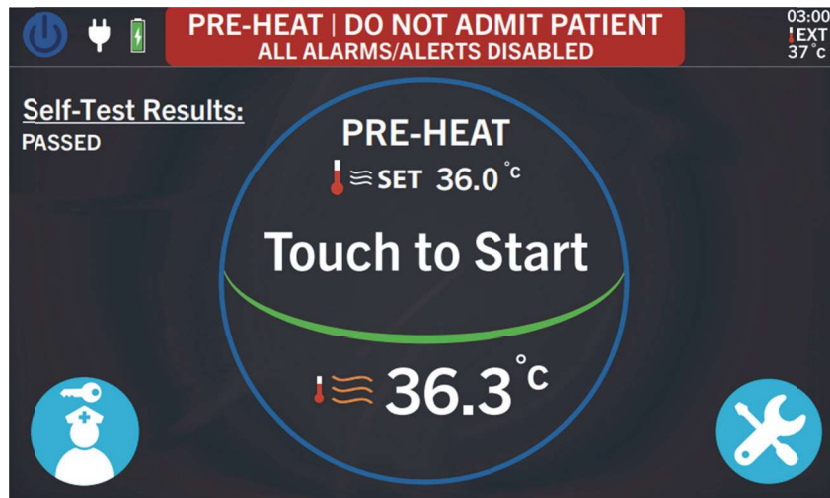 PRE-HEAT | DO NOT ADMIT PATIENT
ALL ALARMS/ALERTS DISABLED
03:00
EXT
37 °C
Self-Test Results:
PASSED
PRE-HEAT
SET 36.0 °C
Touch to Start
36.3 °C